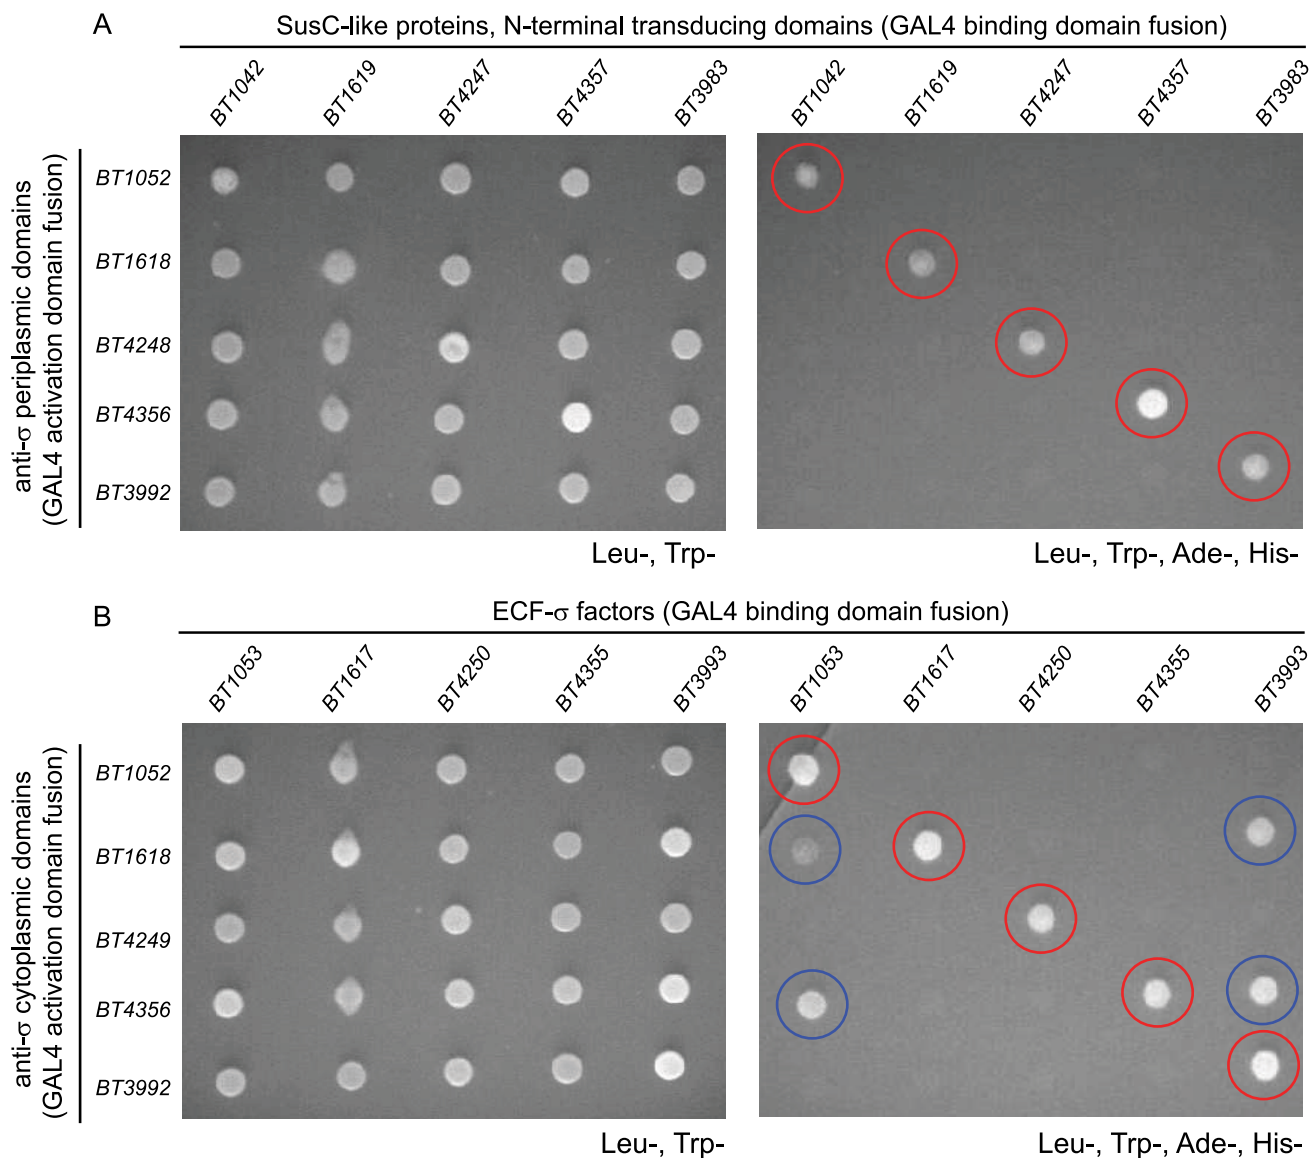 A
SusC-like proteins, N-terminal transducing domains (GAL4 binding domain fusion)
BT1042 BT1619 BT4247 BT4357 BT3983
BT1042 BT1619 BT4247 BT4357 BT3983
anti-σ periplasmic domains
(GAL4 activation domain fusion)
BT1052
BT1618
BT4248
BT4356
BT3992
Leu-, Trp-
Leu-, Trp-, Ade-, His-
B
ECF-σ factors (GAL4 binding domain fusion)
BT1053 BT1617 BT4250 BT4355 BT3993
BT1053 BT1617 BT4250 BT4355 BT3993
anti-σ cytoplasmic domains
(GAL4 activation domain fusion)
BT1052
BT1618
BT4249
BT4356
BT3992
Leu-, Trp-
Leu-, Trp-, Ade-, His-